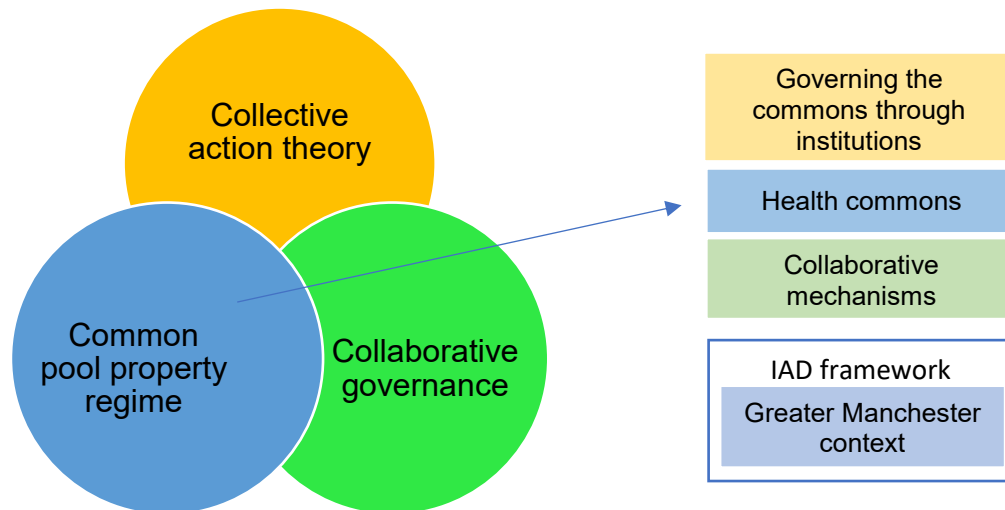 Collective
action theory
Common
pool property
regime
Collaborative
governance
Governing the
commons through
institutions
Health commons
Collaborative
mechanisms
IAD framework
Greater Manchester
context